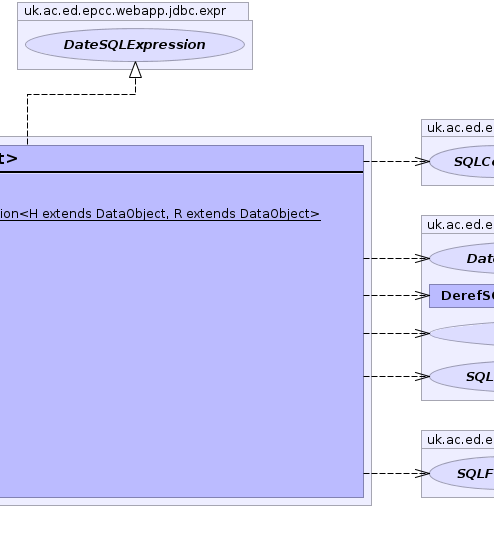 uk.ac.ed.epcc.webapp.jdbc.expr
DateSQLExpression
t>
ion<H extends DataObject, R extends DataObject>
uk.ac.ed.e
SQLC
uk.ac.ed.e
Dat
DerefS
SQL
uk.ac.ed.e
SQLF